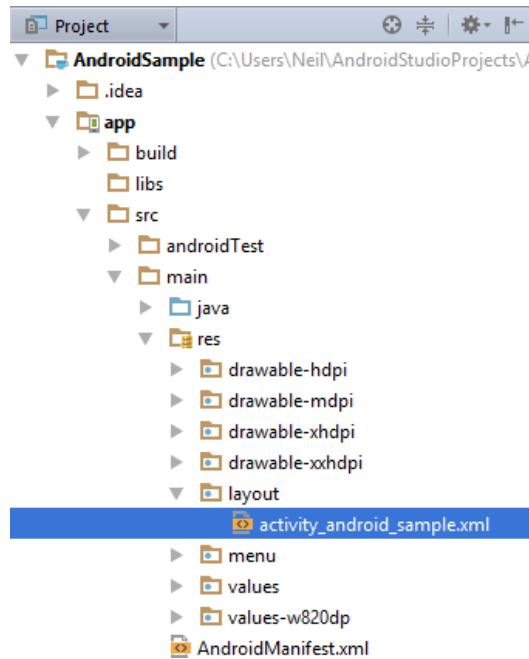 Project
AndroidSample (C:\Users\Neil\AndroidStudioProjects\
.idea
app
build
libs
src
androidTest
main
java
res
drawable-hdpi
drawable-mdpi
drawable-xhdpi
drawable-xxhdpi
layout
activity_android_sample.xml
menu
values
values-w820dp
AndroidManifest.xml